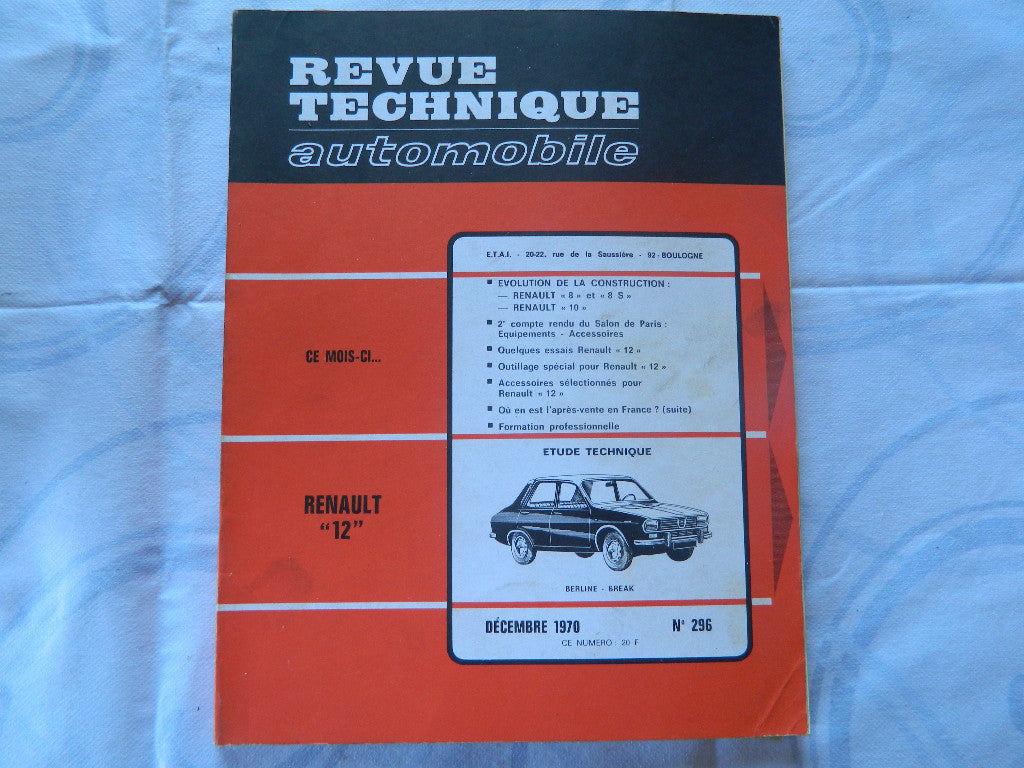 REVUE
TECHNIQUE
automobile
E.T.A.I. - 20-22, rue de la Saussière - 92 - BOULOGNE
CE MOIS-CI...
■ EVOLUTION DE LA CONSTRUCTION :
— RENAULT « 8 » et « 8 S »
— RENAULT « 10 »
■ 2e compte rendu du Salon de Paris :
Equipements - Accessoires
■ Quelques essais Renault « 12 »
■ Outillage spécial pour Renault « 12 »
■ Accessoires sélectionnés pour
Renault « 12 »
■ Où en est l'après-vente en France ? (suite)
■ Formation professionnelle
RENAULT
"12"
ETUDE TECHNIQUE
BERLINE - BREAK
DÉCEMBRE 1970 N° 296
CE NUMERO : 20 F